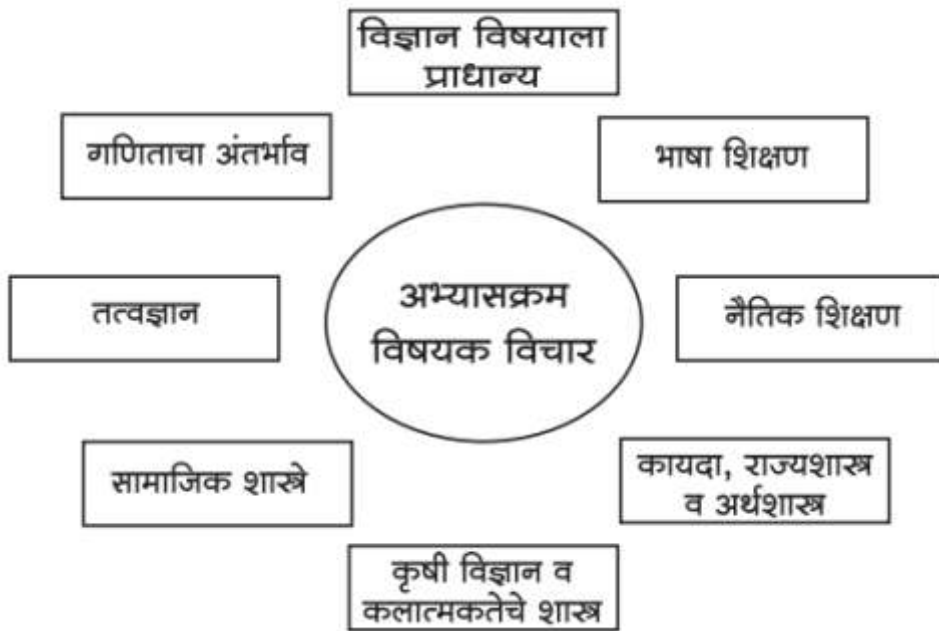 विज्ञान विषयाला
प्राधान्य
गणिताचा अंतर्भाव
भाषा शिक्षण
अभ्यासक्रम
विषयक विचार
तत्वज्ञान
नैतिक शिक्षण
सामाजिक शास्त्रे
कायदा, राज्यशास्त्र
व अर्थशास्त्र
कृषी विज्ञान व
कलात्मकतेचे शास्त्र